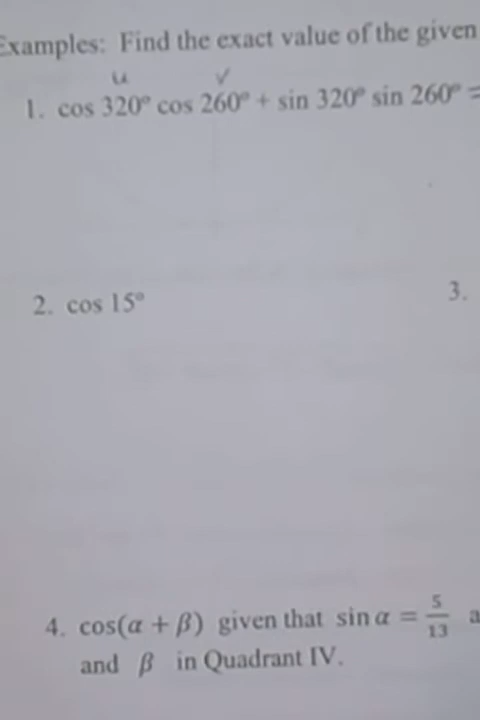 Examples: Find the exact value of the given
u v
1. cos 320° cos 260° + sin 320° sin 260° =
2. cos 15°
3.
4. cos(α + β) given that sin α = 5/13 a
and β in Quadrant IV.